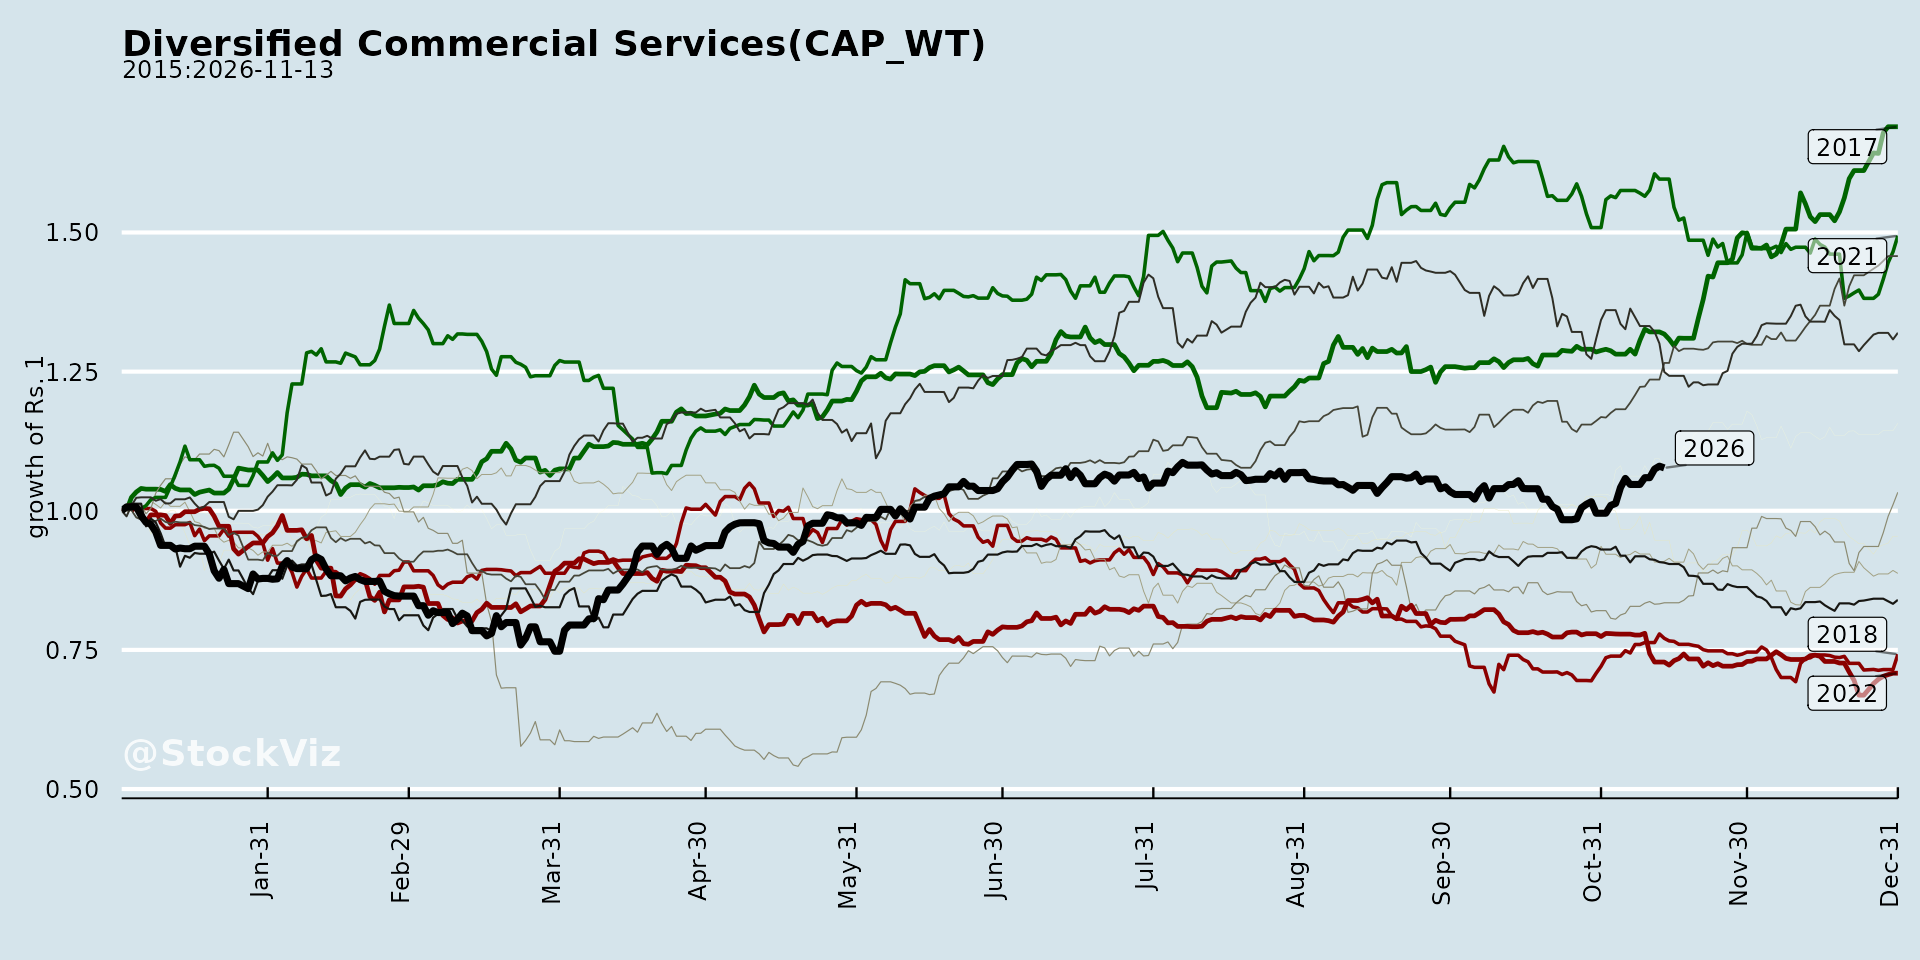 Diversified Commercial Services(CAP_WT)
2015:2026-11-13
growth of Rs. 1
1.50
1.25
1.00
0.75
0.50
2017
2021
2026
2018
2022
@StockViz
Jan-31
Feb-29
Mar-31
Apr-30
May-31
Jun-30
Jul-31
Aug-31
Sep-30
Oct-31
Nov-30
Dec-31